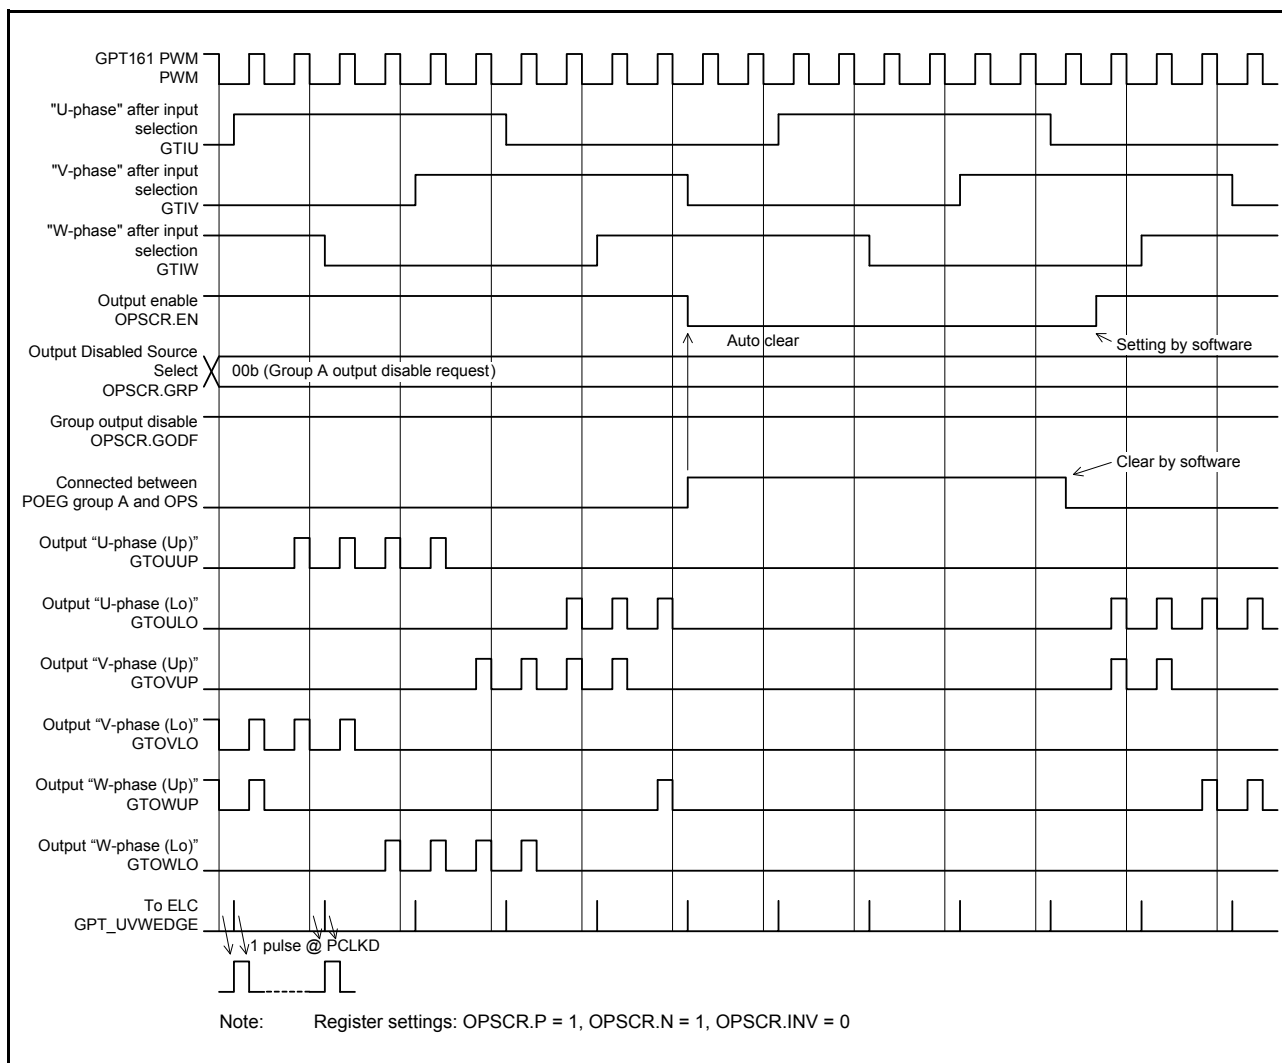 GPT161 PWM
PWM
"U-phase" after input
selection
GTIU
"V-phase" after input
selection
GTIV
"W-phase" after input
selection
GTIW
Output enable
OPSCR.EN
Auto clear
Setting by software
Output Disabled Source
Select
OPSCR.GRP
00b (Group A output disable request)
Group output disable
OPSCR.GODF
Clear by software
Connected between
POEG group A and OPS
Output “U-phase (Up)”
GTOUUP
Output “U-phase (Lo)”
GTOULO
Output “V-phase (Up)”
GTOVUP
Output “V-phase (Lo)”
GTOVLO
Output “W-phase (Up)”
GTOWUP
Output “W-phase (Lo)”
GTOWLO
To ELC
GPT_UVWEDGE
1 pulse @ PCLKD
Note: Register settings: OPSCR.P = 1, OPSCR.N = 1, OPSCR.INV = 0